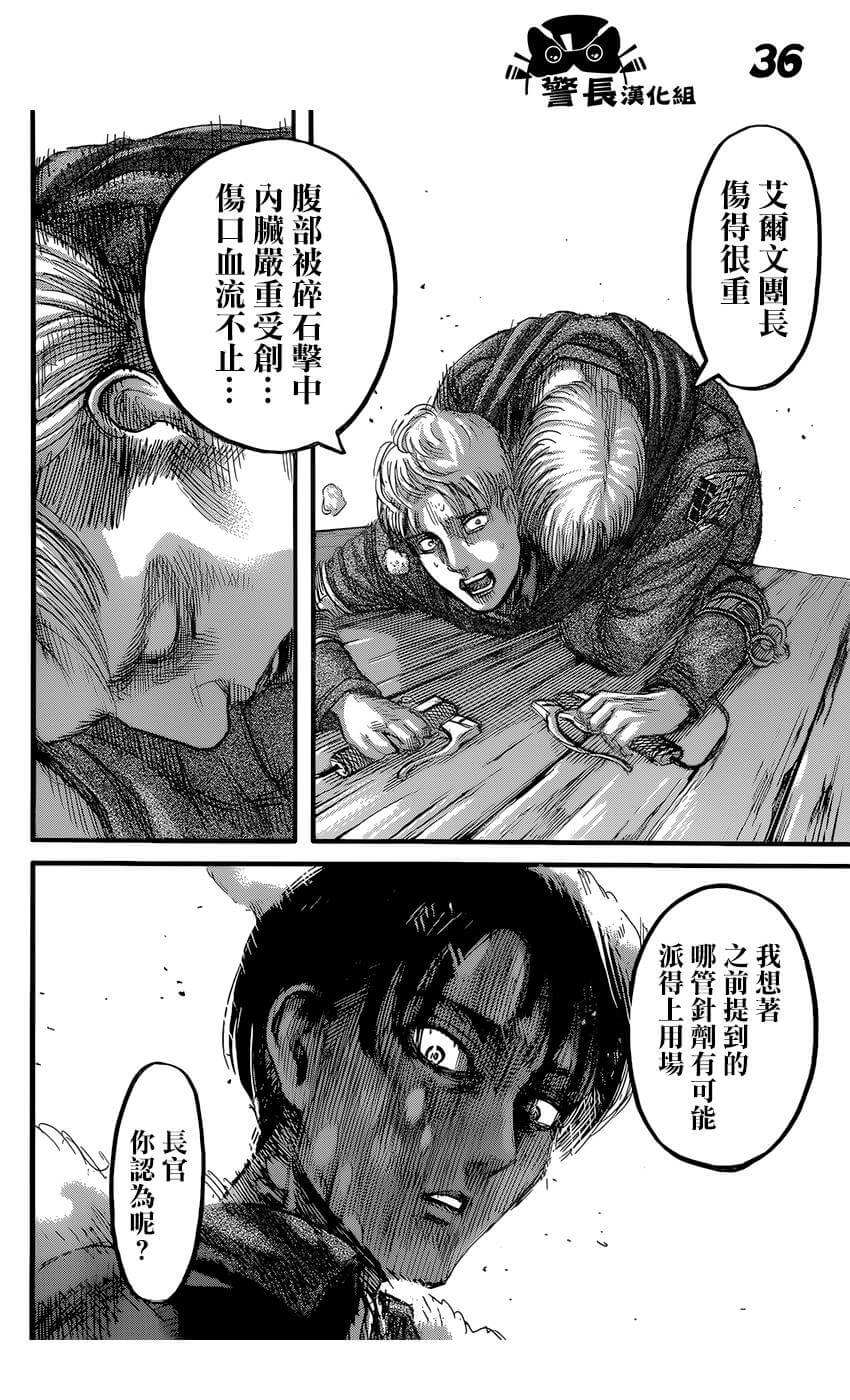 警長漢化組
36
艾爾文團長
傷得很重
腹部被碎石擊中
內臟嚴重受創…
傷口血流不止…
我想著
之前提到的
哪管針劑有可能
派得上用場
長官
你認為呢？